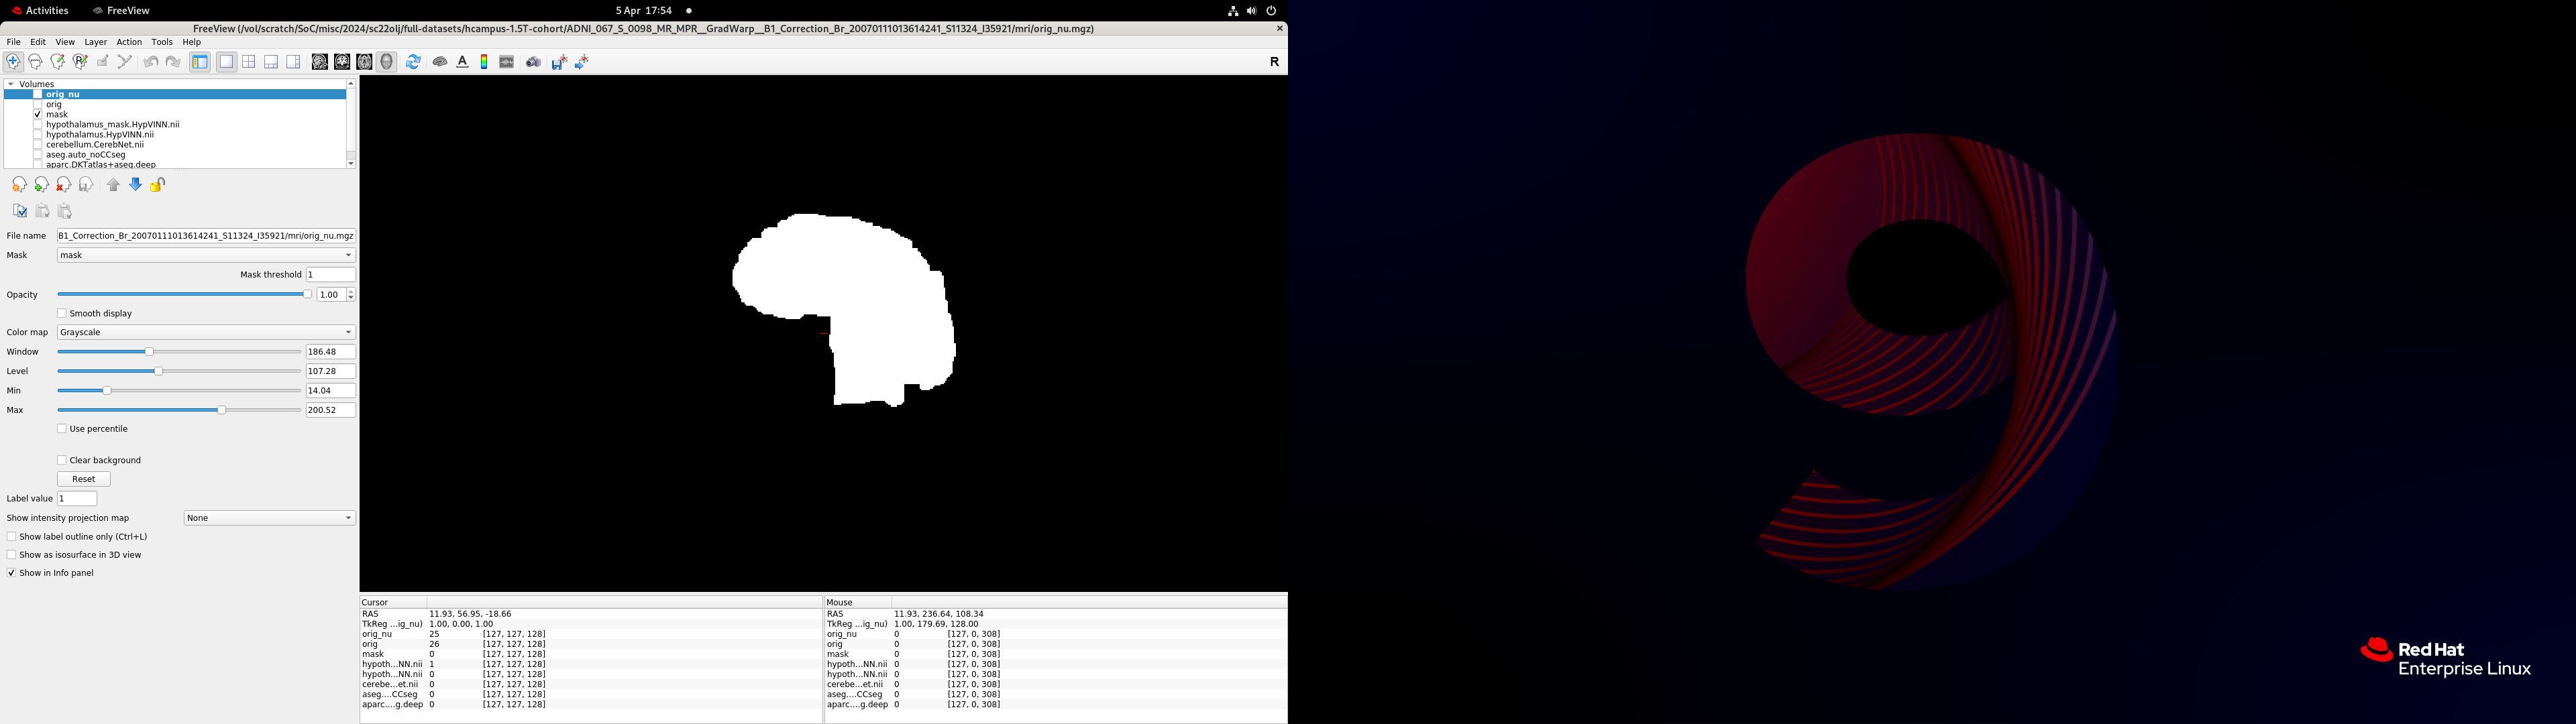 Activities FreeView 5 Apr 17:54
FreeView (/vol/scratch/SoC/misc/2024/sc22olj/full-datasets/hcampus-1.5T-cohort/ADNI_067_S_0098_MR_MPR__GradWarp__B1_Correction_Br_20070111013614241_S11324_I35921/mri/orig_nu.mgz)
File Edit View Layer Action Tools Help
R
Volumes
orig_nu
orig
mask
hypothalamus_mask.HypVINN.nii
hypothalamus.HypVINN.nii
cerebellum.CerebNet.nii
aseg.auto_noCCseg
aparc.DKTatlas+aseg.deep
File name B1_Correction_Br_20070111013614241_S11324_I35921/mri/orig_nu.mgz
Mask mask
Mask threshold 1
Opacity 1.00
Smooth display
Color map Grayscale
Window 186.48
Level 107.28
Min 14.04
Max 200.52
Use percentile
Clear background
Reset
Label value 1
Show intensity projection map None
Show label outline only (Ctrl+L)
Show as isosurface in 3D view
Show in Info panel
Cursor
RAS 11.93, 56.95, -18.66
TkReg ...ig_nu) 1.00, 0.00, 1.00
orig_nu 25 [127, 127, 128]
orig 26 [127, 127, 128]
mask 0 [127, 127, 128]
hypoth...NN.nii 1 [127, 127, 128]
hypoth...NN.nii 0 [127, 127, 128]
cerebe...et.nii 0 [127, 127, 128]
aseg....CCseg 0 [127, 127, 128]
aparc....g.deep 0 [127, 127, 128]
Mouse
RAS 11.93, 236.64, 108.34
TkReg ...ig_nu) 1.00, 179.69, 128.00
orig_nu 0 [127, 0, 308]
orig 0 [127, 0, 308]
mask 0 [127, 0, 308]
hypoth...NN.nii 0 [127, 0, 308]
hypoth...NN.nii 0 [127, 0, 308]
cerebe...et.nii 0 [127, 0, 308]
aseg....CCseg 0 [127, 0, 308]
aparc....g.deep 0 [127, 0, 308]
9
Red Hat
Enterprise Linux